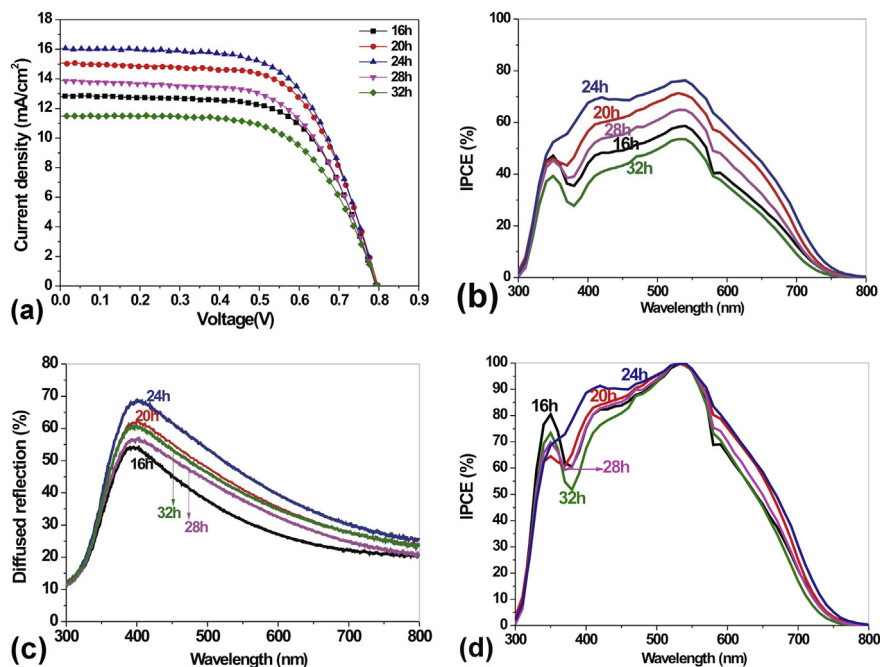 18
16
14
12
10
8
6
4
2
0
Current density (mA/cm²)
16h
20h
24h
28h
32h
0.0 0.1 0.2 0.3 0.4 0.5 0.6 0.7 0.8 0.9
Voltage(V)
(a)
100
80
60
40
20
0
IPCE (%)
24h
20h
28h
16h
32h
300 400 500 600 700 800
Wavelength (nm)
(b)
80
70
60
50
40
30
20
10
0
Diffused reflection (%)
24h
20h
16h
32h
28h
300 400 500 600 700 800
Wavelength (nm)
(c)
100
90
80
70
60
50
40
30
20
10
0
IPCE (%)
24h
16h
20h
28h
32h
300 400 500 600 700 800
Wavelength (nm)
(d)